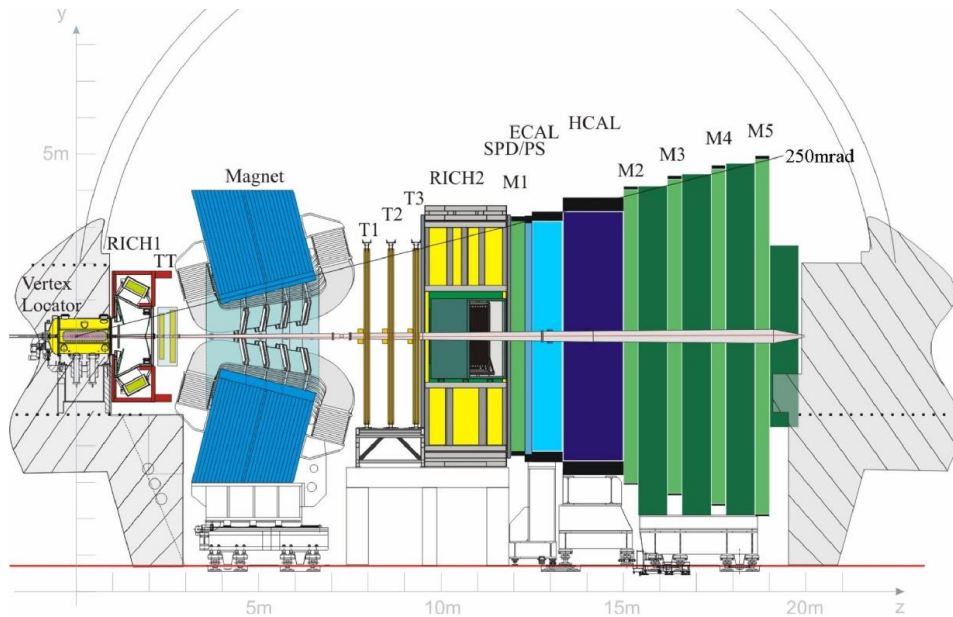 y
5m
Magnet
RICH1
TT
Vertex
Locator
T1
T2
T3
RICH2
SPD/PS
ECAL
M1
HCAL
M2
M3
M4
M5
250mrad
5m
10m
15m
20m
z